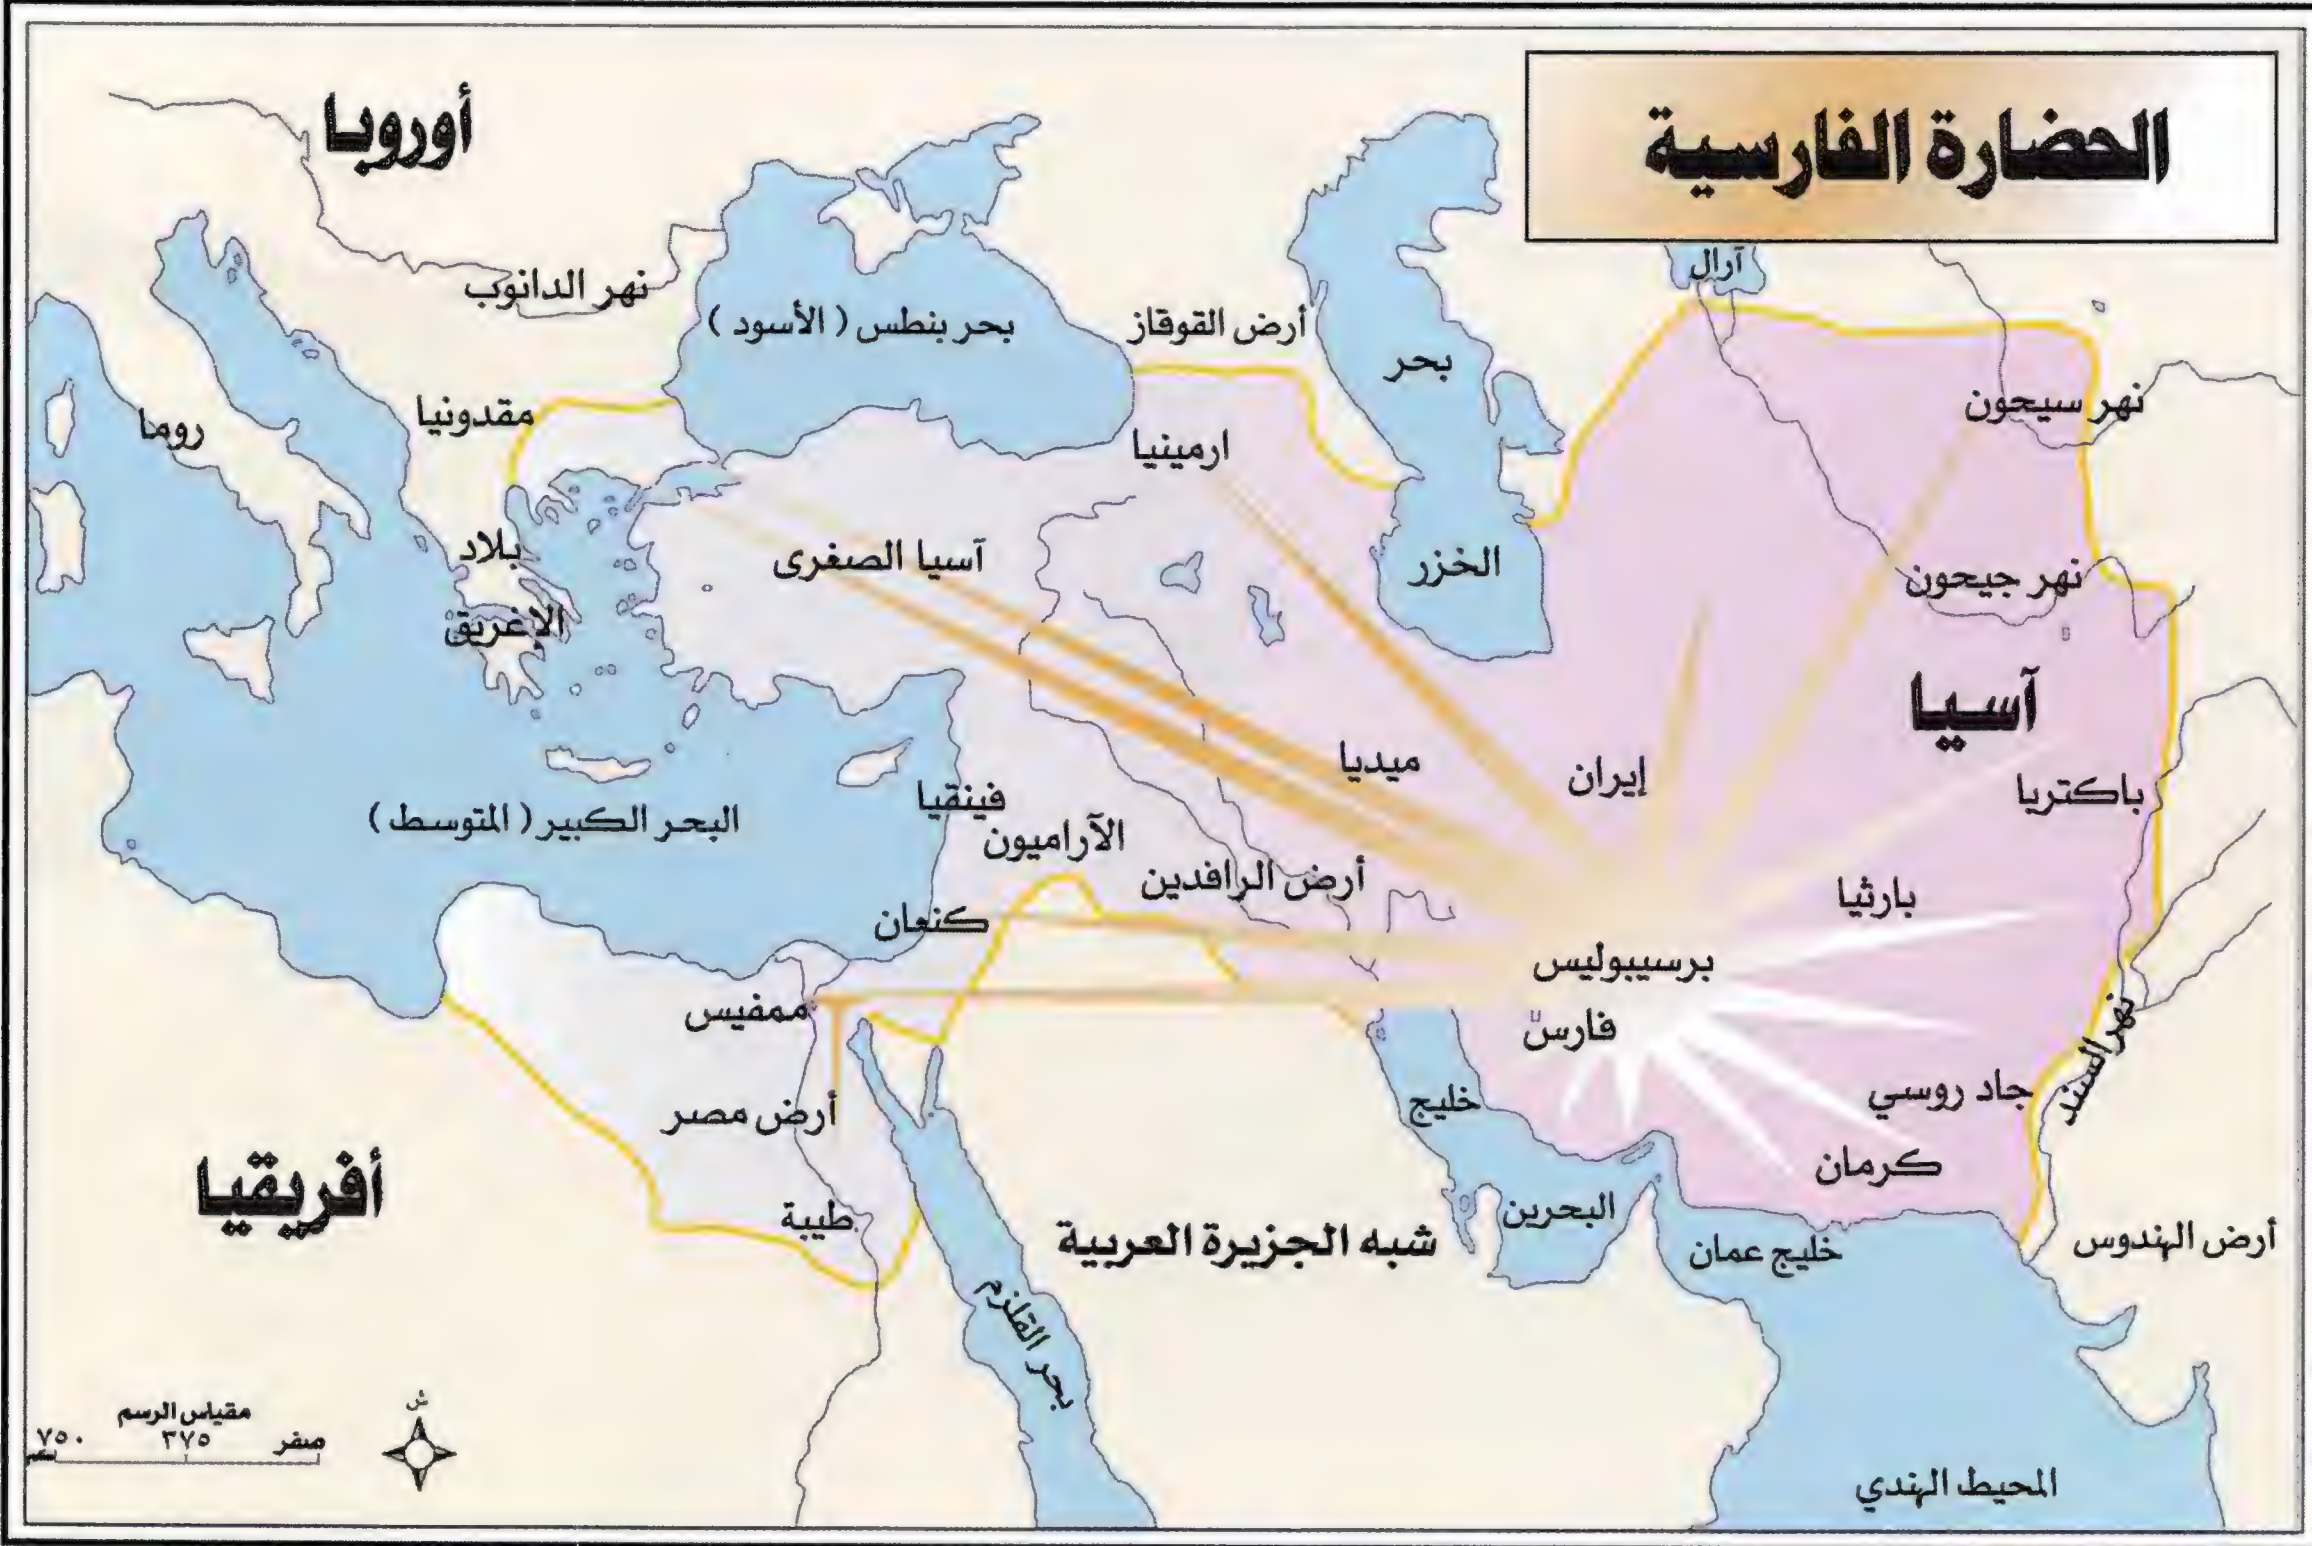 الحضارة الفارسية
أوروبا
آرال
نهر الدانوب
بحر بنطس ( الأسود )
أرض القوقاز
بحر
الخزر
نهر سيحون
مقدونيا
روما
ارمينيا
بلاد
الإغريق
آسيا الصغرى
نهر جيحون
آسيا
ميديا
إيران
باكتريا
فينقيا
البحر الكبير ( المتوسط )
الآراميون
أرض الرافدين
بارثيا
كنعان
برسيبوليس
فارس
ممفيس
نهر السند
جاد روسي
خليج
البحرين
أرض مصر
كرمان
أفريقيا
طيبة
شبه الجزيرة العربية
خليج عمان
أرض الهندوس
بحر القلزم
ش
مقياس الرسم
صفر
٣٧٥
٧٥٠
المحيط الهندي